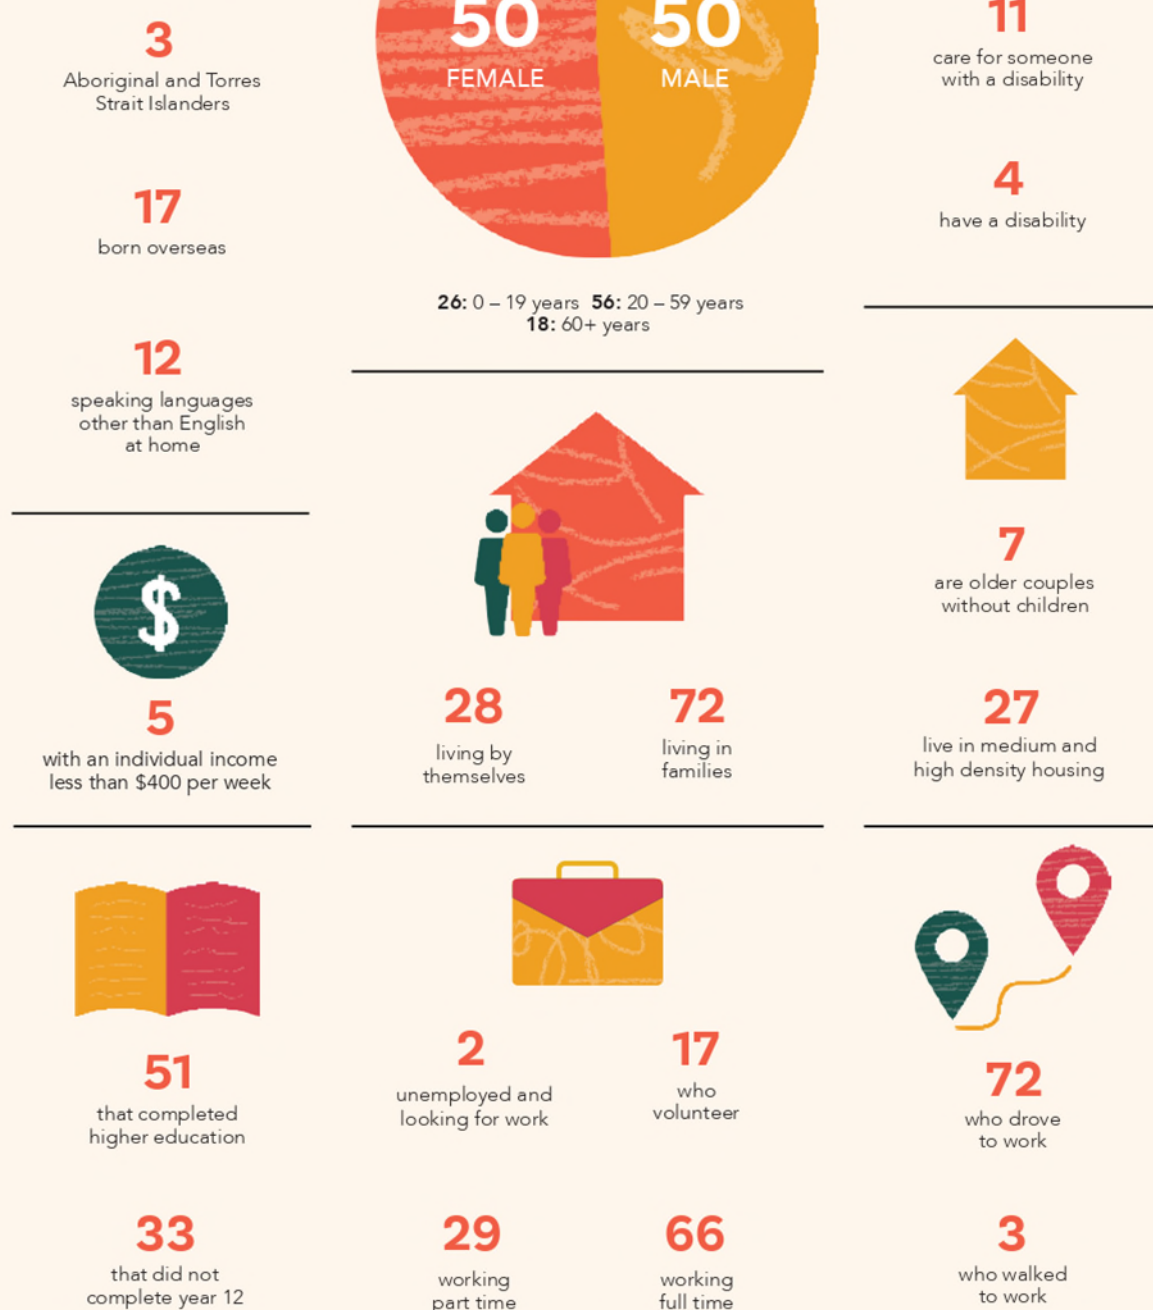 3
Aboriginal and Torres
Strait Islanders
17
born overseas
12
speaking languages
other than English
at home
50
FEMALE
50
MALE
26: 0 – 19 years 56: 20 – 59 years
18: 60+ years
11
care for someone
with a disability
4
have a disability
$
5
with an individual income
less than $400 per week
28
living by
themselves
72
living in
families
7
are older couples
without children
27
live in medium and
high density housing
51
that completed
higher education
33
that did not
complete year 12
2
unemployed and
looking for work
17
who
volunteer
29
working
part time
66
working
full time
72
who drove
to work
3
who walked
to work